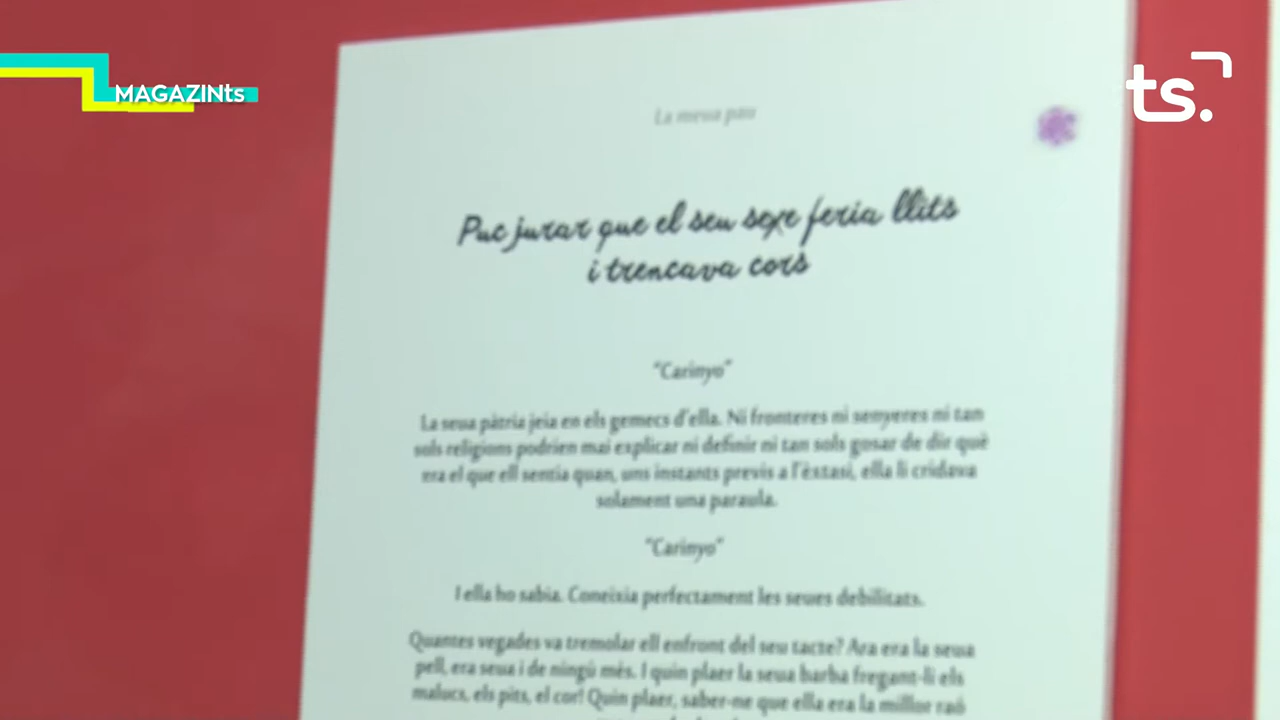 MAGAZINts
ts.
La meua pau
Puc jurar que el seu sexe feria llits
i trencava cors
"Carinyo"
La seua pàtria jeia en els gemecs d'ella. Ni fronteres ni senyeres ni tan
sols religions podrien mai explicar ni definir ni tan sols gosar de dir què
era el que ell sentia quan, uns instants previs a l'èxtasi, ella li cridava
solament una paraula.
"Carinyo"
I ella ho sabia. Coneixia perfectament les seues debilitats.
Quantes vegades va tremolar ell enfront del seu tacte? Ara era la seua
pell, era seua i de ningú més. I quin plaer la seua barba fregant-li els
malucs, els pits, el cor! Quin plaer, saber-ne que ella era la millor raó